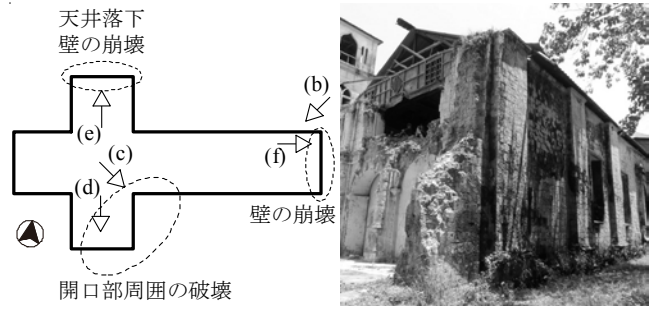 天井落下
壁の崩壊
(b)
(e)
(f)
(c)
(d)
壁の崩壊
開口部周囲の破壊